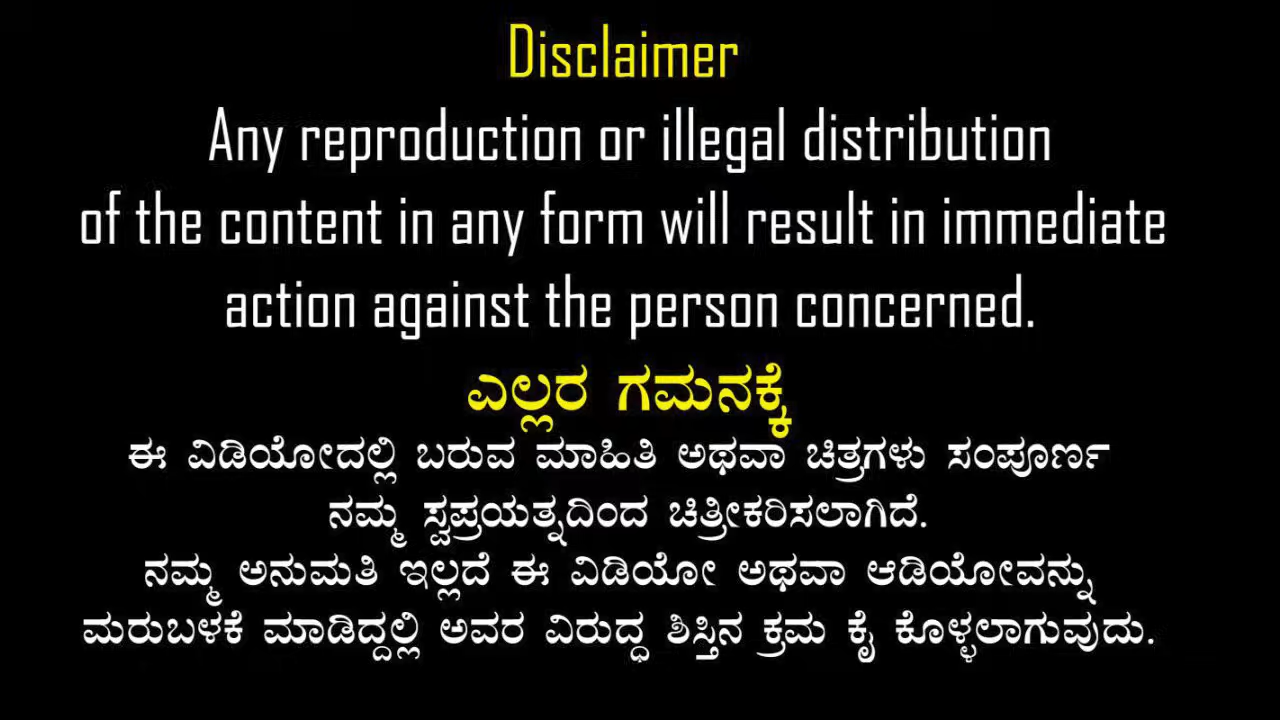 Disclaimer
Any reproduction or illegal distribution
of the content in any form will result in immediate
action against the person concerned.
ಎಲ್ಲರ ಗಮನಕ್ಕೆ
ಈ ವಿಡಿಯೋದಲ್ಲಿ ಬರುವ ಮಾಹಿತಿ ಅಥವಾ ಚಿತ್ರಗಳು ಸಂಪೂರ್ಣ
ನಮ್ಮ ಸ್ವಪ್ರಯತ್ನದಿಂದ ಚಿತ್ರೀಕರಿಸಲಾಗಿದೆ.
ನಮ್ಮ ಅನುಮತಿ ಇಲ್ಲದೆ ಈ ವಿಡಿಯೋ ಅಥವಾ ಆಡಿಯೋವನ್ನು
ಮರುಬಳಕೆ ಮಾಡಿದ್ದಲ್ಲಿ ಅವರ ವಿರುದ್ಧ ಶಿಸ್ತಿನ ಕ್ರಮ ಕೈ ಕೊಳ್ಳಲಾಗುವುದು.